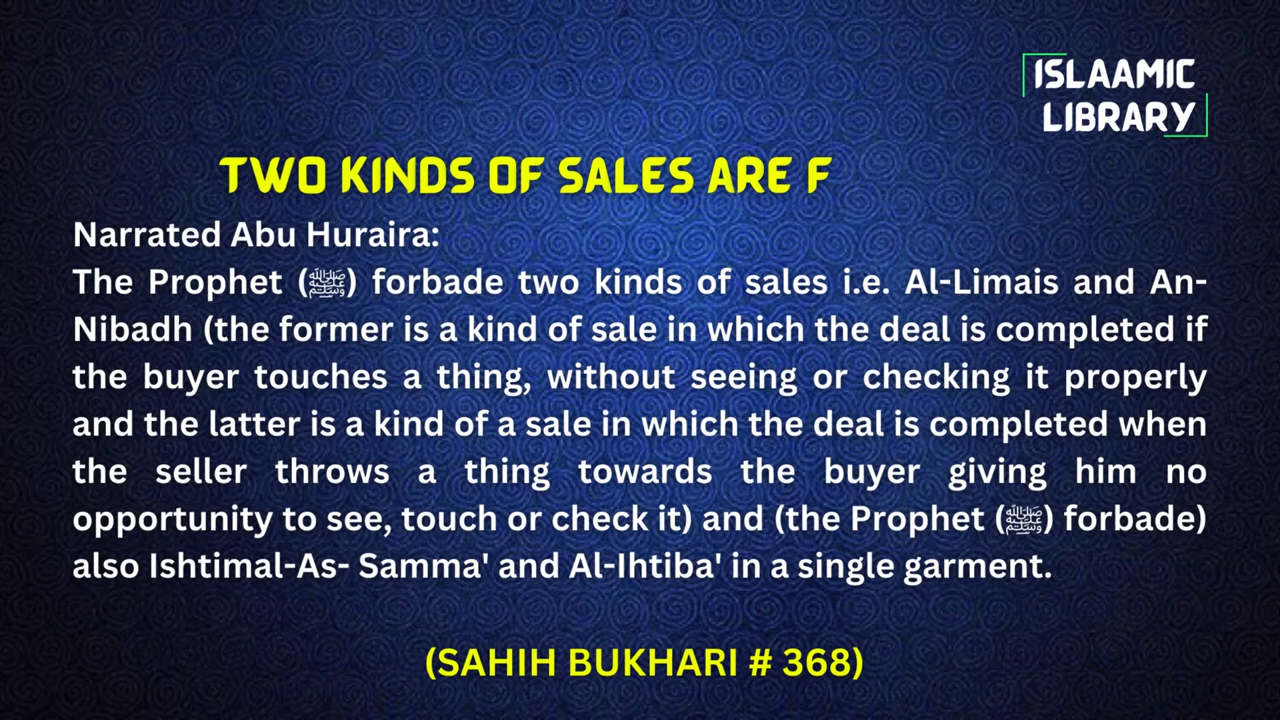 ISLAAMIC
LIBRARY
TWO KINDS OF SALES ARE F
Narrated Abu Huraira:
The Prophet (ﷺ) forbade two kinds of sales i.e. Al-Limais and An-
Nibadh (the former is a kind of sale in which the deal is completed if
the buyer touches a thing, without seeing or checking it properly
and the latter is a kind of a sale in which the deal is completed when
the seller throws a thing towards the buyer giving him no
opportunity to see, touch or check it) and (the Prophet (ﷺ) forbade)
also Ishtimal-As- Samma' and Al-Ihtiba' in a single garment.
(SAHIH BUKHARI # 368)